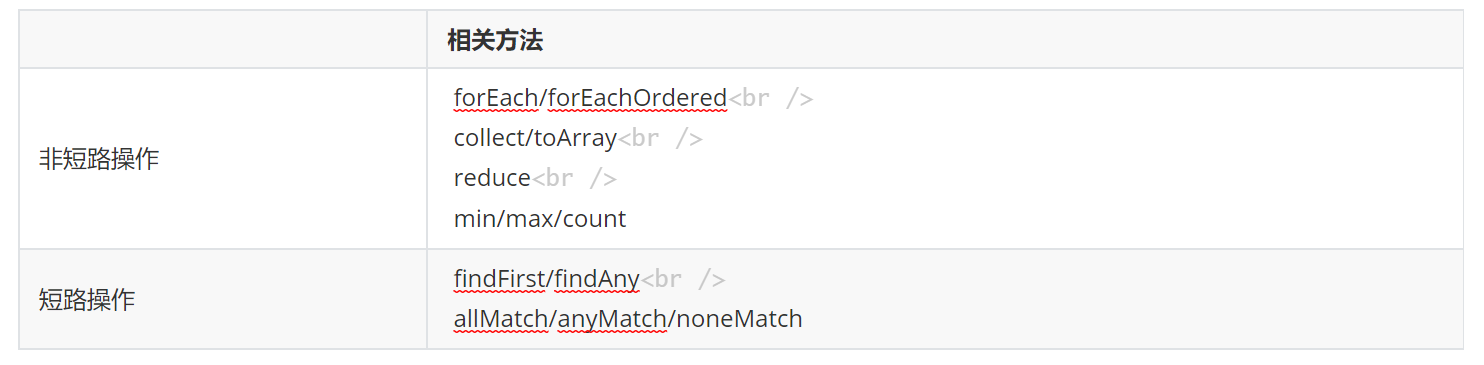 相关方法
非短路操作
forEach/forEachOrdered<br />
collect/toArray<br />
reduce<br />
min/max/count
短路操作
findFirst/findAny<br />
allMatch/anyMatch/noneMatch